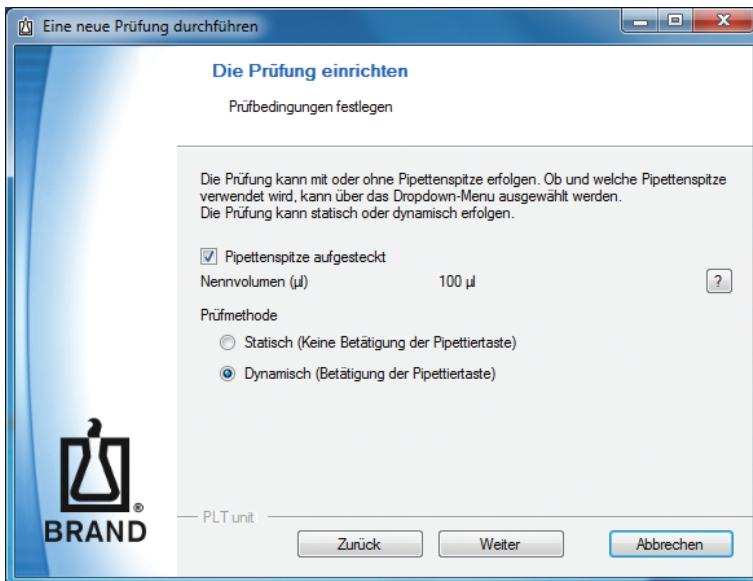 Eine neue Prüfung durchführen
Die Prüfung einrichten
Prüfbedingungen festlegen
Die Prüfung kann mit oder ohne Pipettenspitze erfolgen. Ob und welche Pipettenspitze
verwendet wird, kann über das Dropdown-Menu ausgewählt werden.
Die Prüfung kann statisch oder dynamisch erfolgen.
Pipettenspitze aufgesteckt
Nennvolumen (µl) 100 µl ?
Prüfmethode
Statisch (Keine Betätigung der Pipettiertaste)
Dynamisch (Betätigung der Pipettiertaste)
®
BRAND
PLT unit
Zurück Weiter Abbrechen